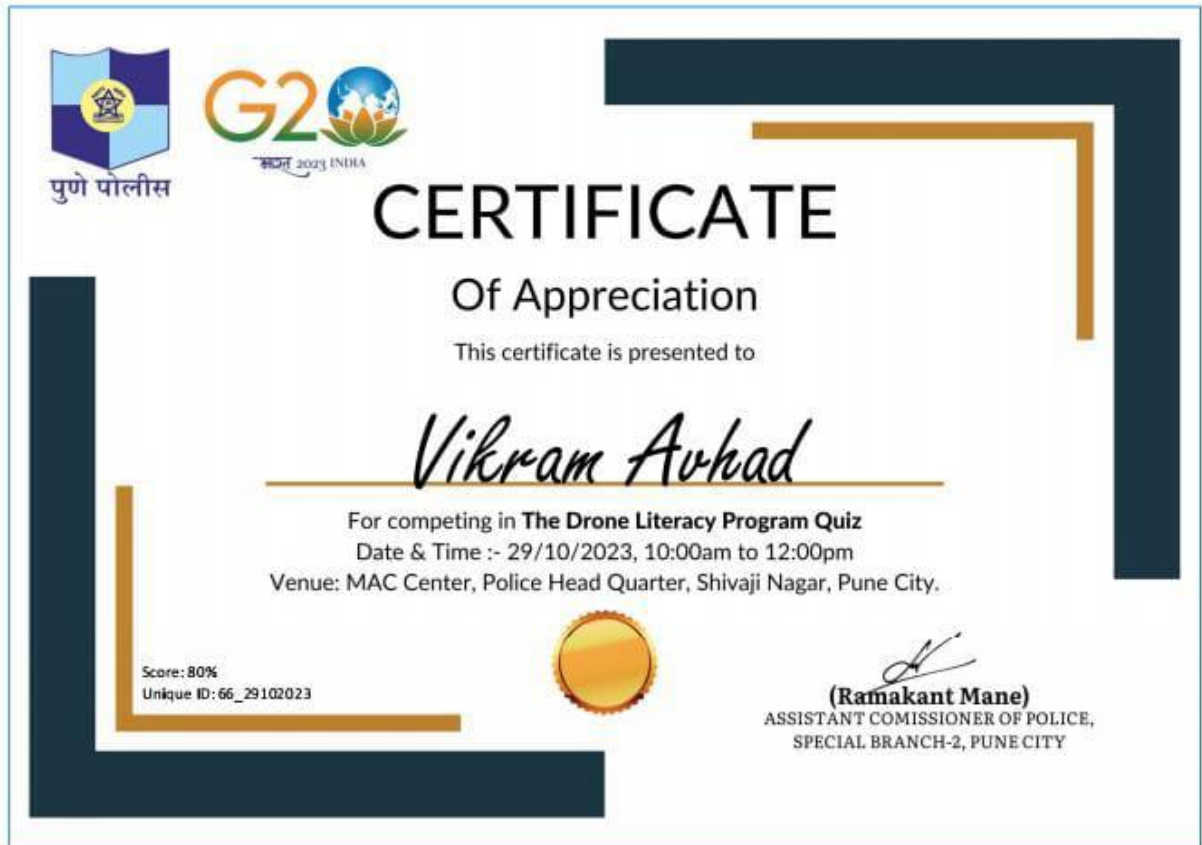 पुणे पोलीस
G20
भारत 2023 INDIA
CERTIFICATE
Of Appreciation
This certificate is presented to
Vikram Avhad
For competing in The Drone Literacy Program Quiz
Date & Time :- 29/10/2023, 10:00am to 12:00pm
Venue: MAC Center, Police Head Quarter, Shivaji Nagar, Pune City.
Score: 80%
Unique ID: 66_29102023
(Ramakant Mane)
ASSISTANT COMISSIONER OF POLICE,
SPECIAL BRANCH-2, PUNE CITY